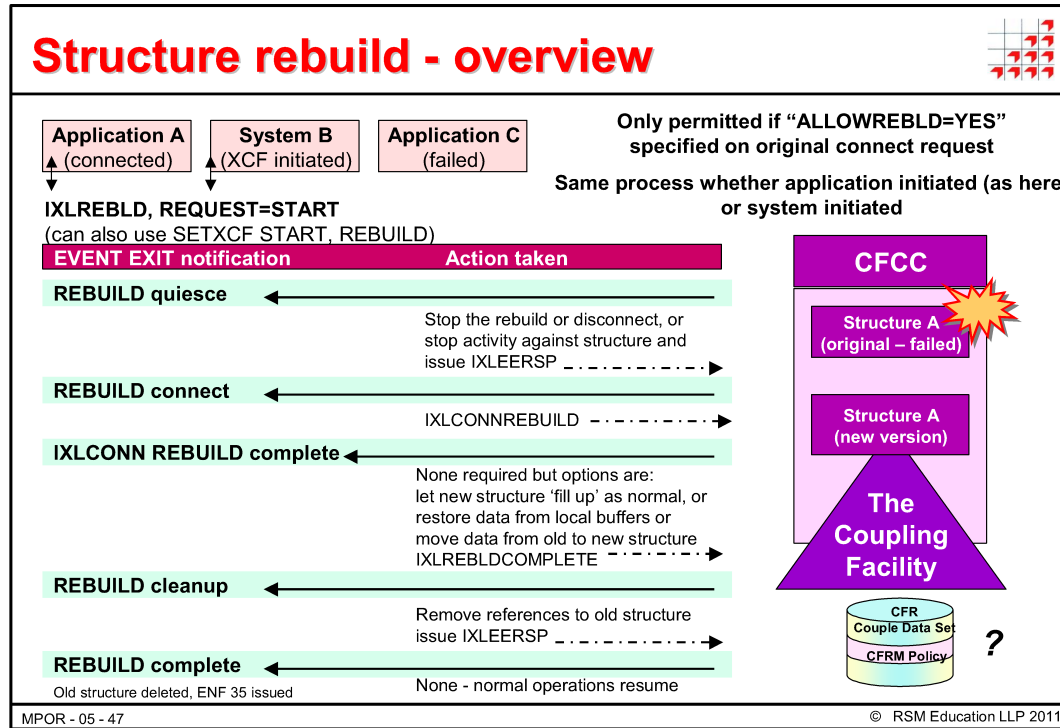 Structure rebuild - overview
Application A
(connected)
System B
(XCF initiated)
Application C
(failed)
Only permitted if “ALLOWREBLD=YES”
specified on original connect request
Same process whether application initiated (as here
or system initiated
IXLREBLD, REQUEST=START
(can also use SETXCF START, REBUILD)
EVENT EXIT notification
Action taken
REBUILD quiesce
Stop the rebuild or disconnect, or
stop activity against structure and
issue IXLEERSP
REBUILD connect
IXLCONNREBUILD
IXLCONN REBUILD complete
None required but options are:
let new structure ‘fill up’ as normal, or
restore data from local buffers or
move data from old to new structure
IXLREBLDCOMPLETE
REBUILD cleanup
Remove references to old structure
issue IXLEERSP
REBUILD complete
Old structure deleted, ENF 35 issued
None - normal operations resume
CFCC
Structure A
(original – failed)
Structure A
(new version)
The
Coupling
Facility
CFR
Couple Data Set
CFRM Policy
?
MPOR - 05 - 47
© RSM Education LLP 2011